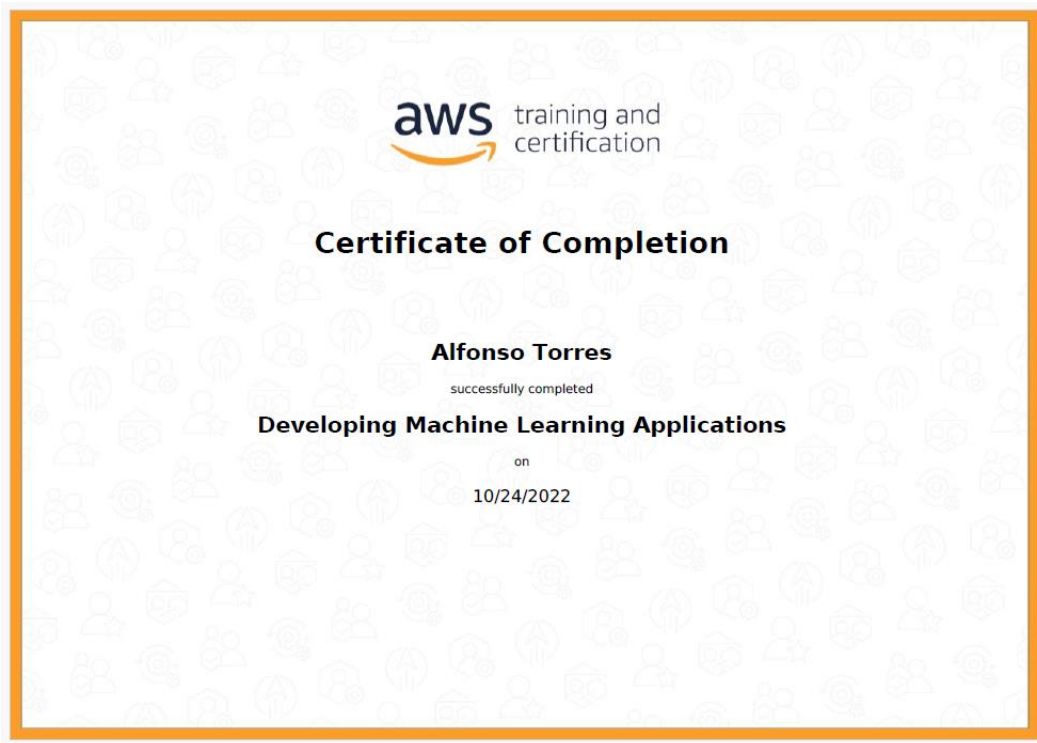 aws training and
certification
Certificate of Completion
Alfonso Torres
successfully completed
Developing Machine Learning Applications
on
10/24/2022